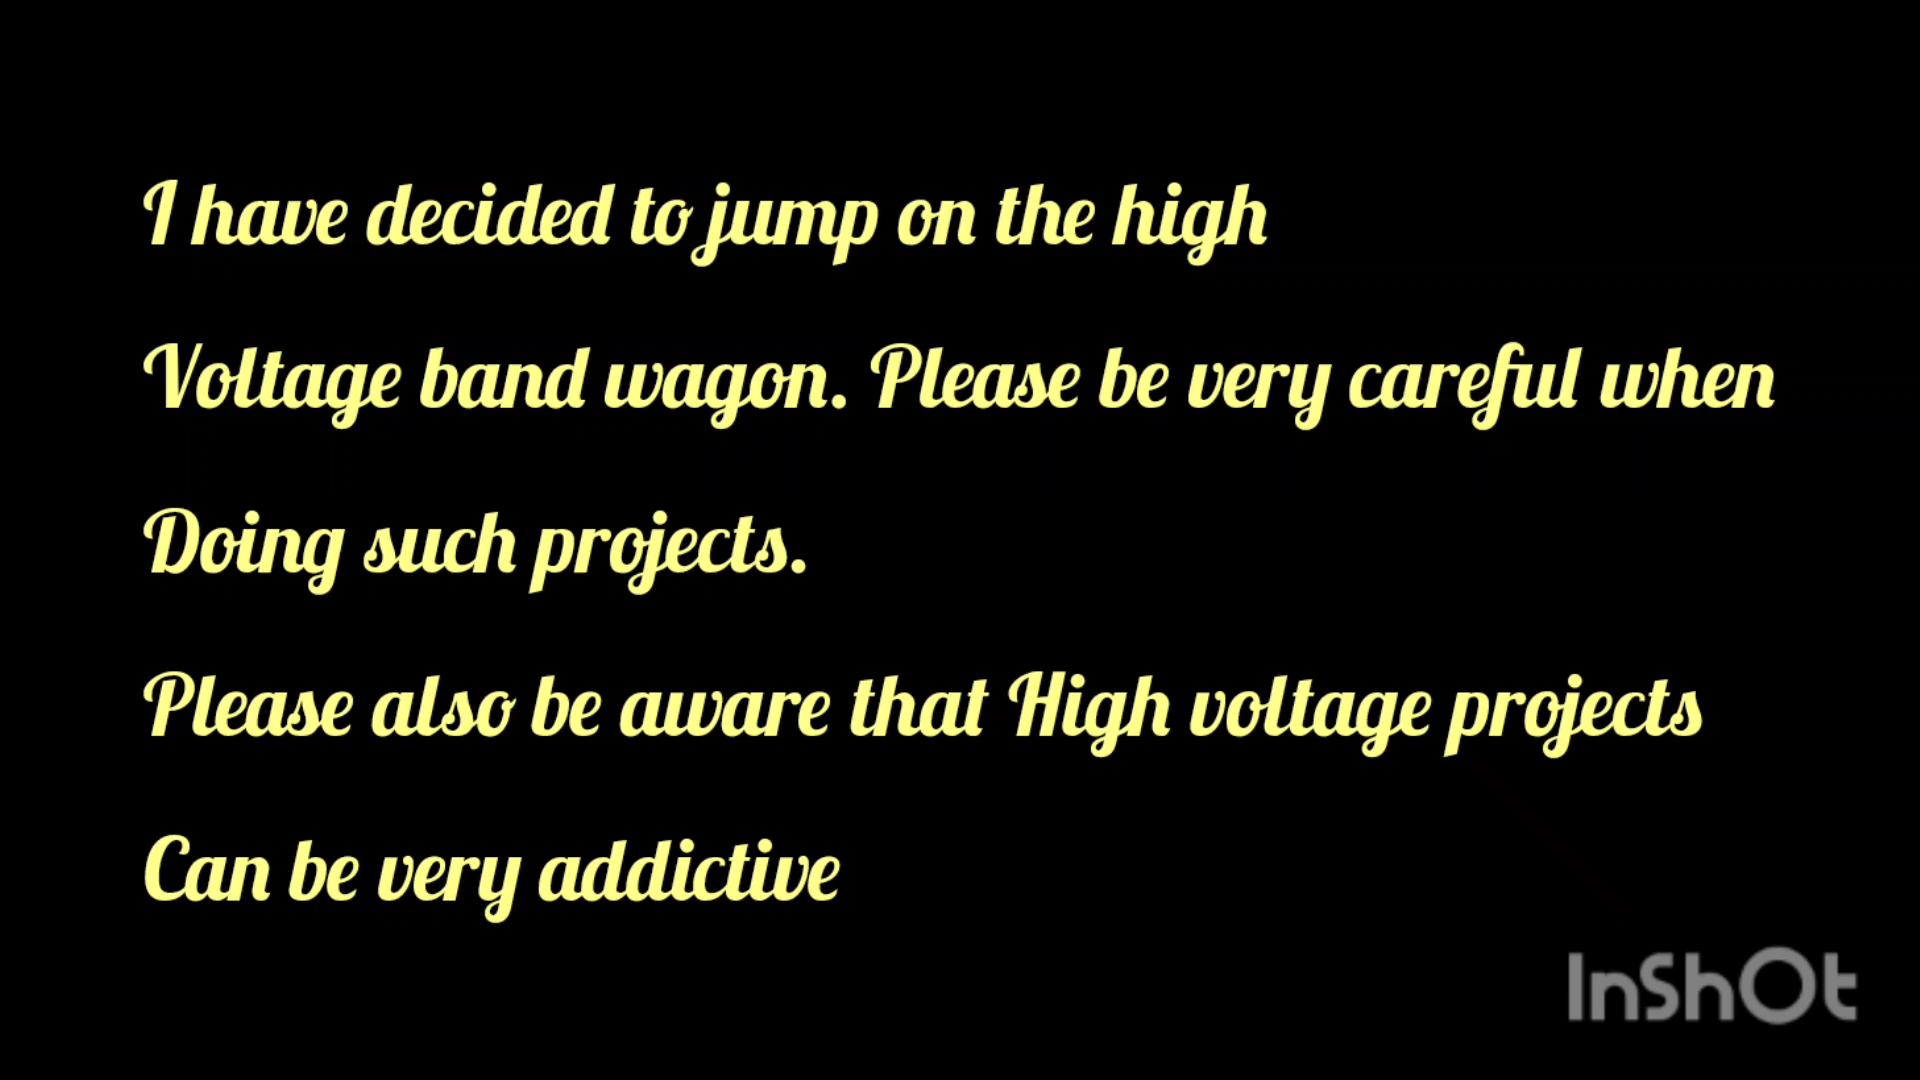 I have decided to jump on the high
Voltage band wagon. Please be very careful when
Doing such projects.
Please also be aware that High voltage projects
Can be very addictive
InShOt